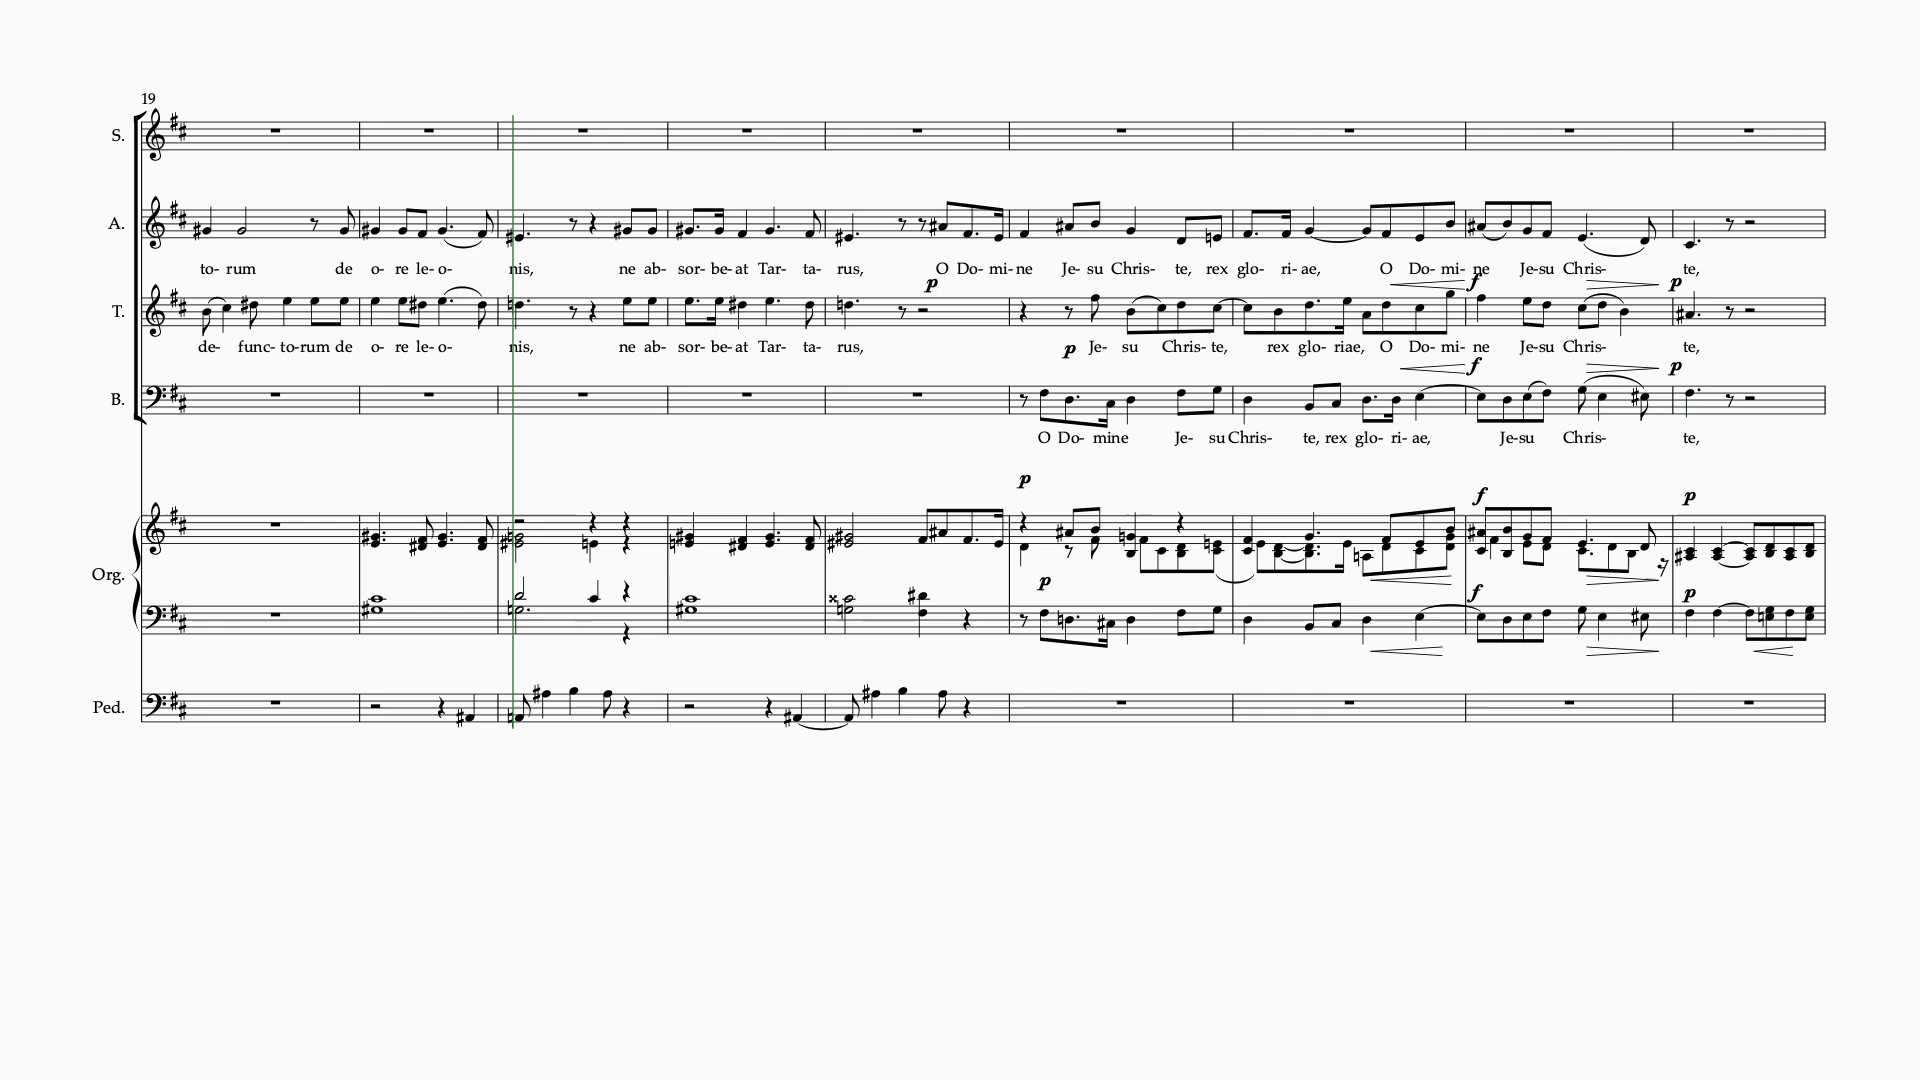 19
S.
A.
to- rum de o- re le- o- nis, ne ab- sor- be- at Tar- ta- rus, O Do- mi- ne Je- su Chris- te, rex glo- ri- ae, O Do- mi- ne Je- su Chris- te,
p f p
T.
de- func- to- rum de o- re le- o- nis, ne ab- sor- be- at Tar- ta- rus, Je- su Chris- te, rex glo- riae, O Do- mi- ne Je- su Chris- te,
p f p
B.
O Do- mine Je- su Chris- te, rex glo- ri- ae, Je- su Chris- te,
p f p
Org.
p f p
Ped.